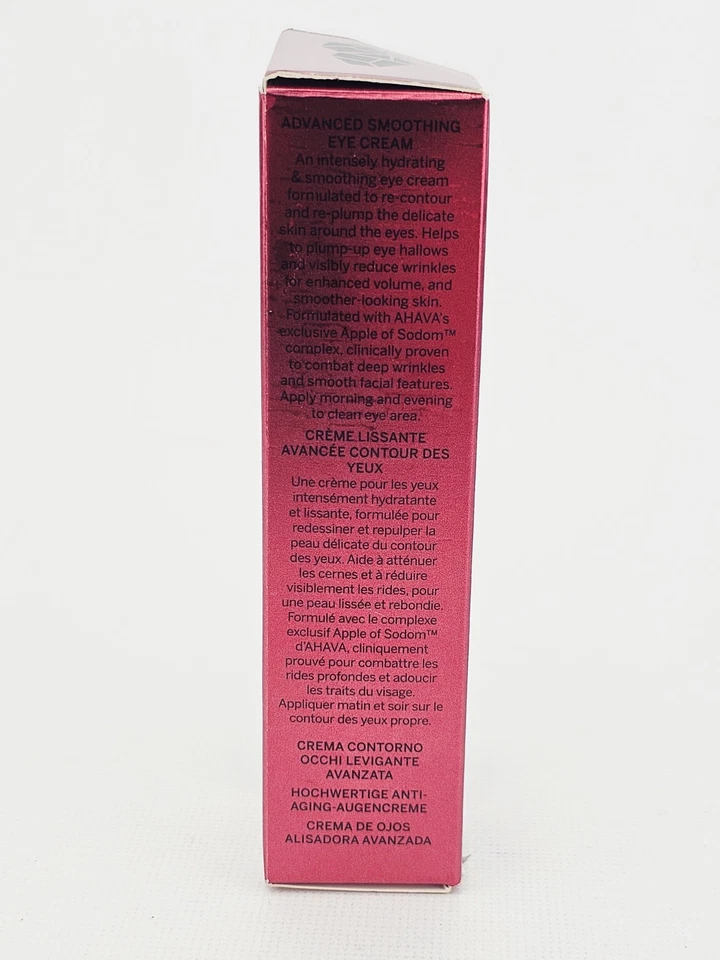 ADVANCED SMOOTHING
EYE CREAM
An intensely hydrating
& smoothing eye cream
formulated to re-contour
and re-plump the delicate
skin around the eyes. Helps
to plump-up eye hallows
and visibly reduce wrinkles
for enhanced volume, and
smoother-looking skin.
Formulated with AHAVA's
exclusive Apple of Sodom™
complex, clinically proven
to combat deep wrinkles
and smooth facial features.
Apply morning and evening
to clean eye area.
CRÈME LISSANTE
AVANCÉE CONTOUR DES
YEUX
Une crème pour les yeux
intensément hydratante
et lissante, formulée pour
redessiner et repulper la
peau délicate du contour
des yeux. Aide à atténuer
les cernes et à réduire
visiblement les rides, pour
une peau lissée et rebondie.
Formulé avec le complexe
exclusif Apple of Sodom™
d'AHAVA, cliniquement
prouvé pour combattre les
rides profondes et adoucir
les traits du visage.
Appliquer matin et soir sur le
contour des yeux propre.
CREMA CONTORNO
OCCHI LEVIGANTE
AVANZATA
HOCHWERTIGE ANTI-
AGING-AUGENCREME
CREMA DE OJOS
ALISADORA AVANZADA